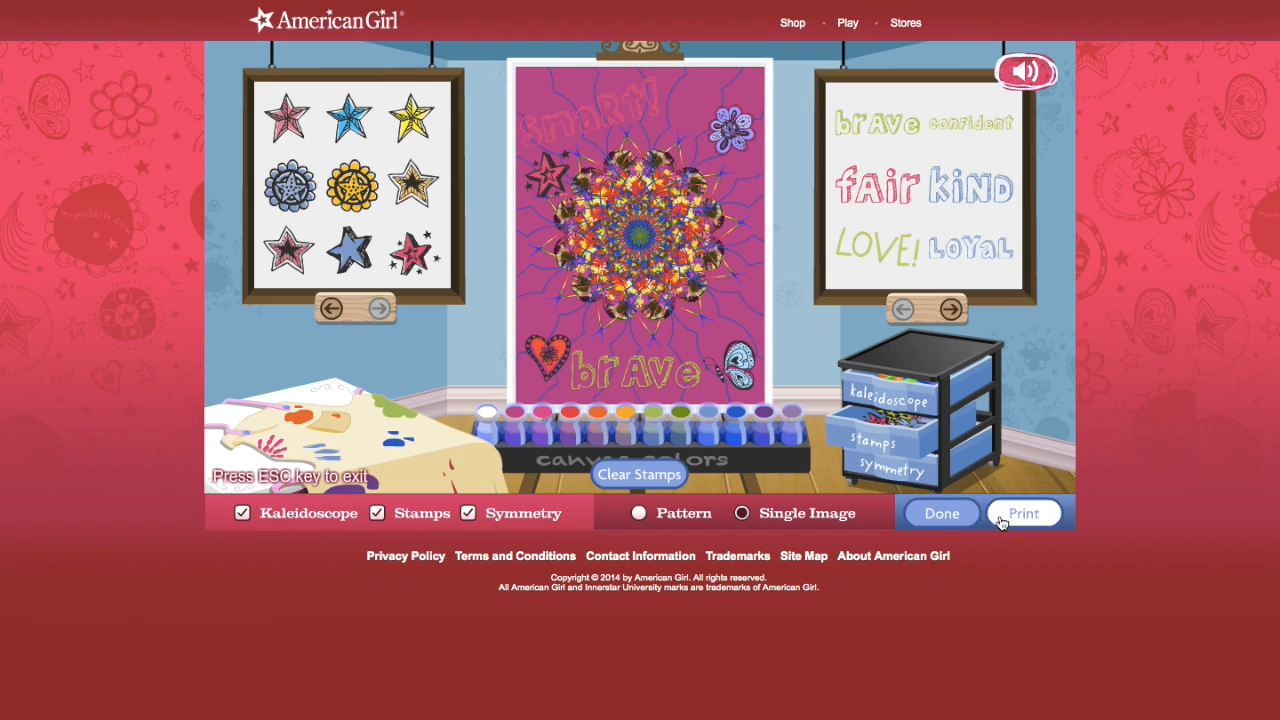 American Girl®
Shop • Play • Stores
smart!
brave confident
fair kind
LOVE! LOYAL
brave
kaleidoscope
stamps
symmetry
canvas colors
Press ESC key to exit
Clear Stamps
Kaleidoscope Stamps Symmetry Pattern Single Image Done Print
Privacy Policy Terms and Conditions Contact Information Trademarks Site Map About American Girl
Copyright © 2014 by American Girl. All rights reserved.
All American Girl and Innerstar University marks are trademarks of American Girl.